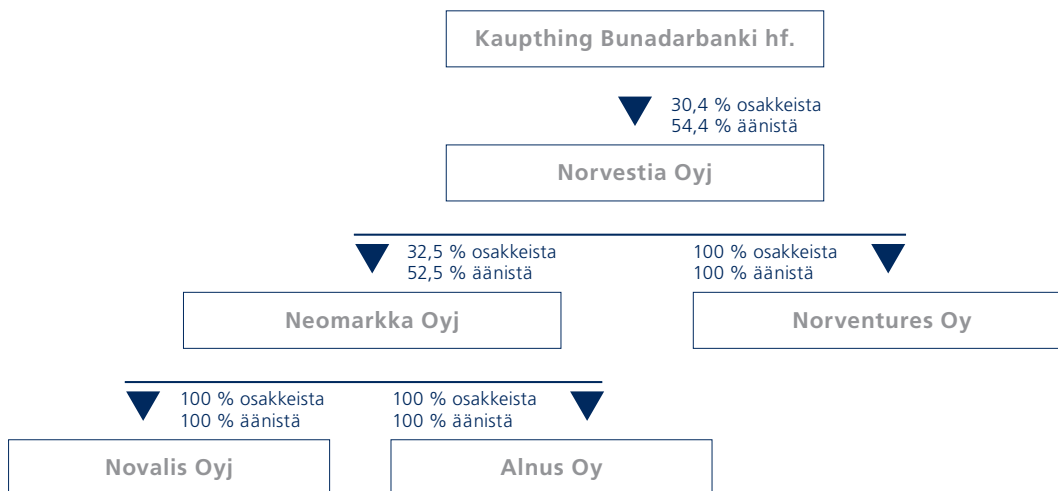 Kaupthing Bunadarbanki hf.
30,4 % osakkeista
54,4 % äänistä
Norvestia Oyj
32,5 % osakkeista
52,5 % äänistä
100 % osakkeista
100 % äänistä
Neomarkka Oyj
Norventures Oy
100 % osakkeista
100 % äänistä
100 % osakkeista
100 % äänistä
Novalis Oyj
Alnus Oy